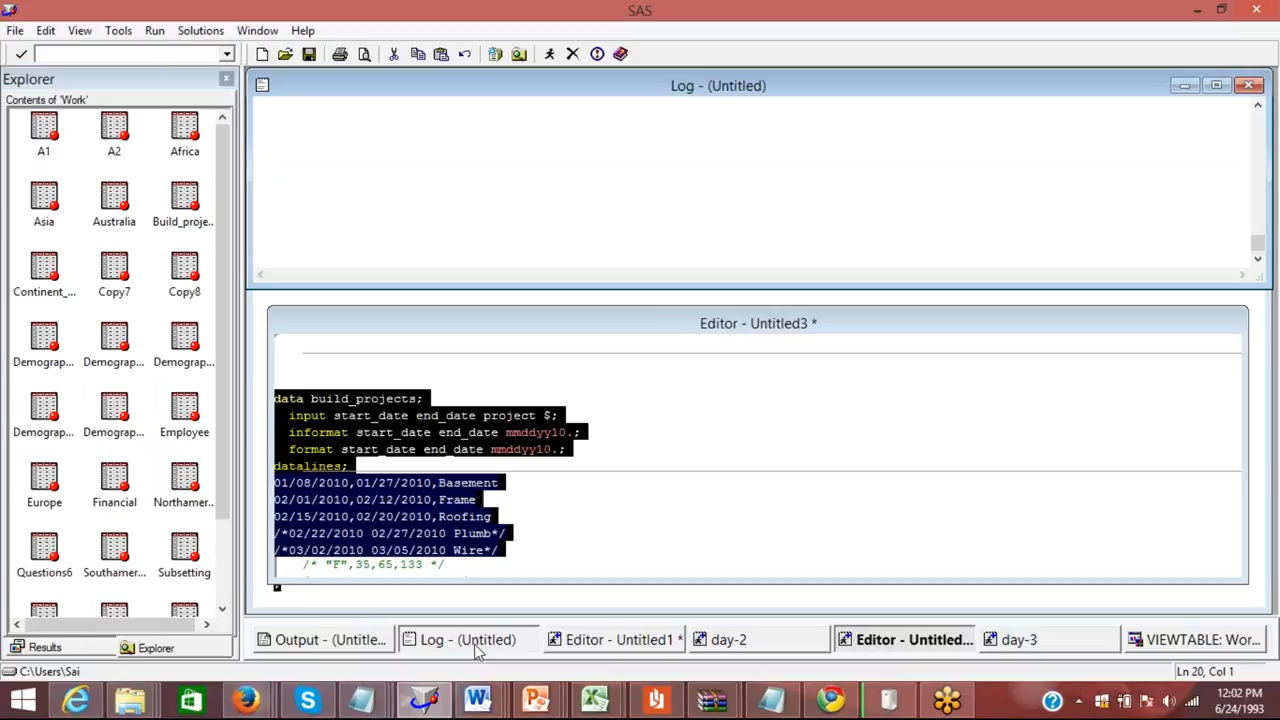 SAS
File Edit View Tools Run Solutions Window Help
Explorer
Contents of 'Work'
A1 A2 Africa
Asia Australia Build_proje..
Continent_... Copy7 Copy8
Demograp... Demograp... Demograp...
Demograp... Demograp... Employee
Europe Financial Northamer...
Questions6 Southamer... Subsetting
Results Explorer
Log - (Untitled)
Editor - Untitled3 *
data build_projects;
input start_date end_date project $;
informat start_date end_date mmddyy10.;
format start_date end_date mmddyy10.;
datalines;
01/08/2010,01/27/2010,Basement
02/01/2010,02/12/2010,Frame
02/15/2010,02/20/2010,Roofing
/*02/22/2010 02/27/2010 Plumb*/
/*03/02/2010 03/05/2010 Wire*/
/* "F",35,65,133 */
Output - (Untitle... Log - (Untitled) Editor - Untitled1 * day-2 Editor - Untitled... day-3 VIEWTABLE: Wor...
C:\Users\Sai
Ln 20, Col 1
12:02 PM
6/24/1993